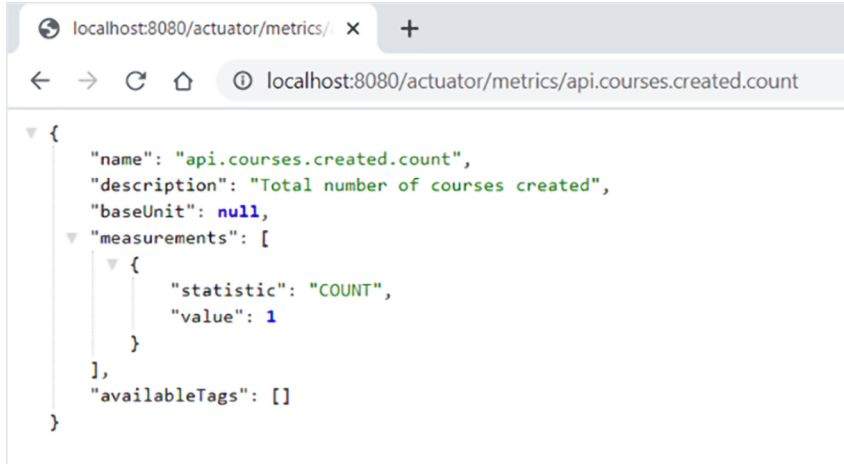 localhost:8080/actuator/metrics/
localhost:8080/actuator/metrics/api.courses.created.count
{
"name": "api.courses.created.count",
"description": "Total number of courses created",
"baseUnit": null,
"measurements": [
{
"statistic": "COUNT",
"value": 1
}
],
"availableTags": []
}